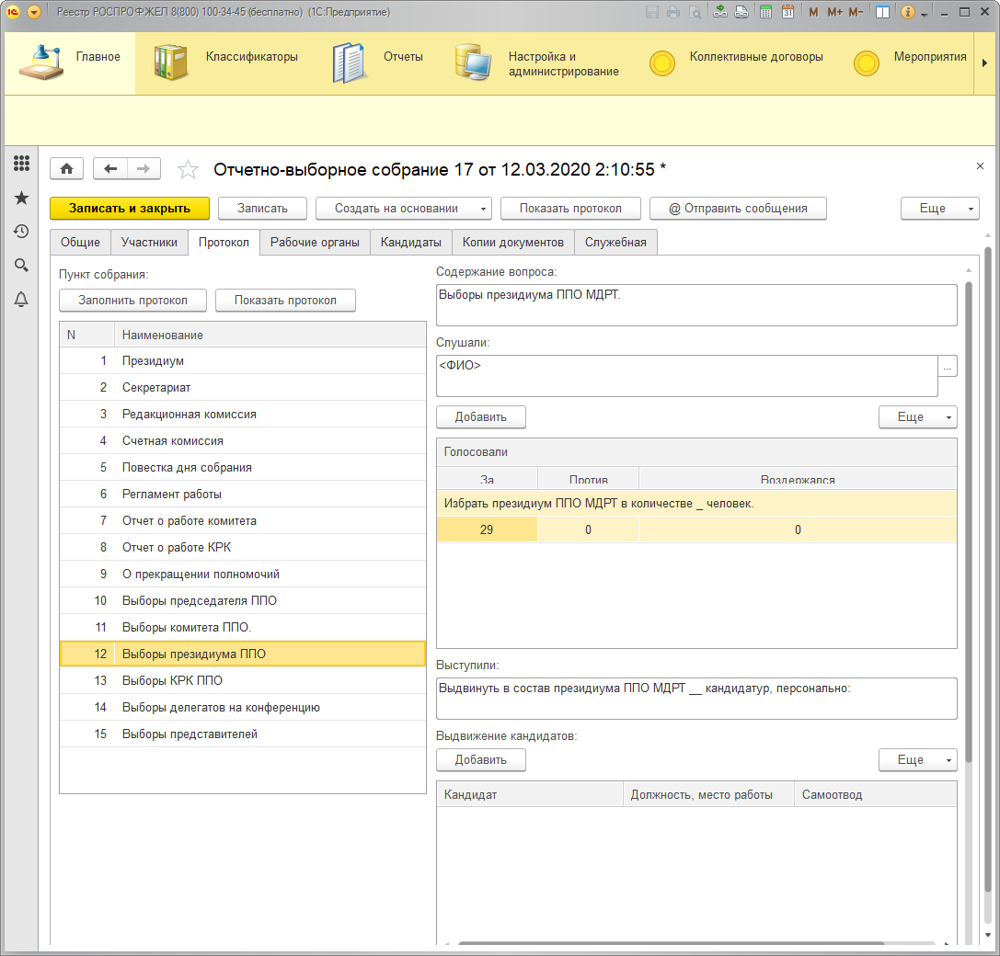 Реестр РОСПРОФЖЕЛ 8(800) 100-34-45 (бесплатно) (1С:Предприятие)
M M+ M-
Главное
Классификаторы
Отчеты
Настройка и
администрирование
Коллективные договоры
Мероприятия
Отчетно-выборное собрание 17 от 12.03.2020 2:10:55 *
Записать и закрыть
Записать
Создать на основании
Показать протокол
@ Отправить сообщения
Еще
Общие
Участники
Протокол
Рабочие органы
Кандидаты
Копии документов
Служебная
Пункт собрания:
Заполнить протокол
Показать протокол
N Наименование
1 Президиум
2 Секретариат
3 Редакционная комиссия
4 Счетная комиссия
5 Повестка дня собрания
6 Регламент работы
7 Отчет о работе комитета
8 Отчет о работе КРК
9 О прекращении полномочий
10 Выборы председателя ППО
11 Выборы комитета ППО.
12 Выборы президиума ППО
13 Выборы КРК ППО
14 Выборы делегатов на конференцию
15 Выборы представителей
Содержание вопроса:
Выборы президиума ППО МДРТ.
Слушали:
<ФИО>
...
Добавить
Еще
Голосовали
За Против Воздержался
Избрать президиум ППО МДРТ в количестве _ человек.
29 0 0
Выступили:
Выдвинуть в состав президиума ППО МДРТ __ кандидатур, персонально:
Выдвижение кандидатов:
Добавить
Еще
Кандидат Должность, место работы Самоотвод